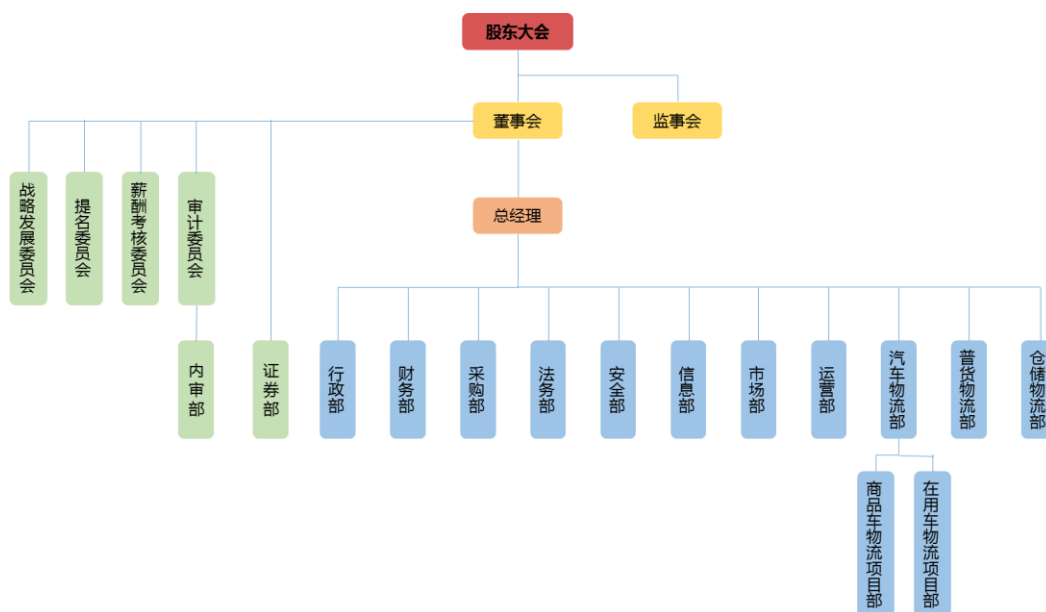 股东大会
董事会
监事会
总经理
战略发展委员会
提名委员会
薪酬考核委员会
审计委员会
内审部
证券部
行政部
财务部
采购部
法务部
安全部
信息部
市场部
运营部
汽车物流部
普货物流部
仓储物流部
商品车物流项目部
在用车物流项目部